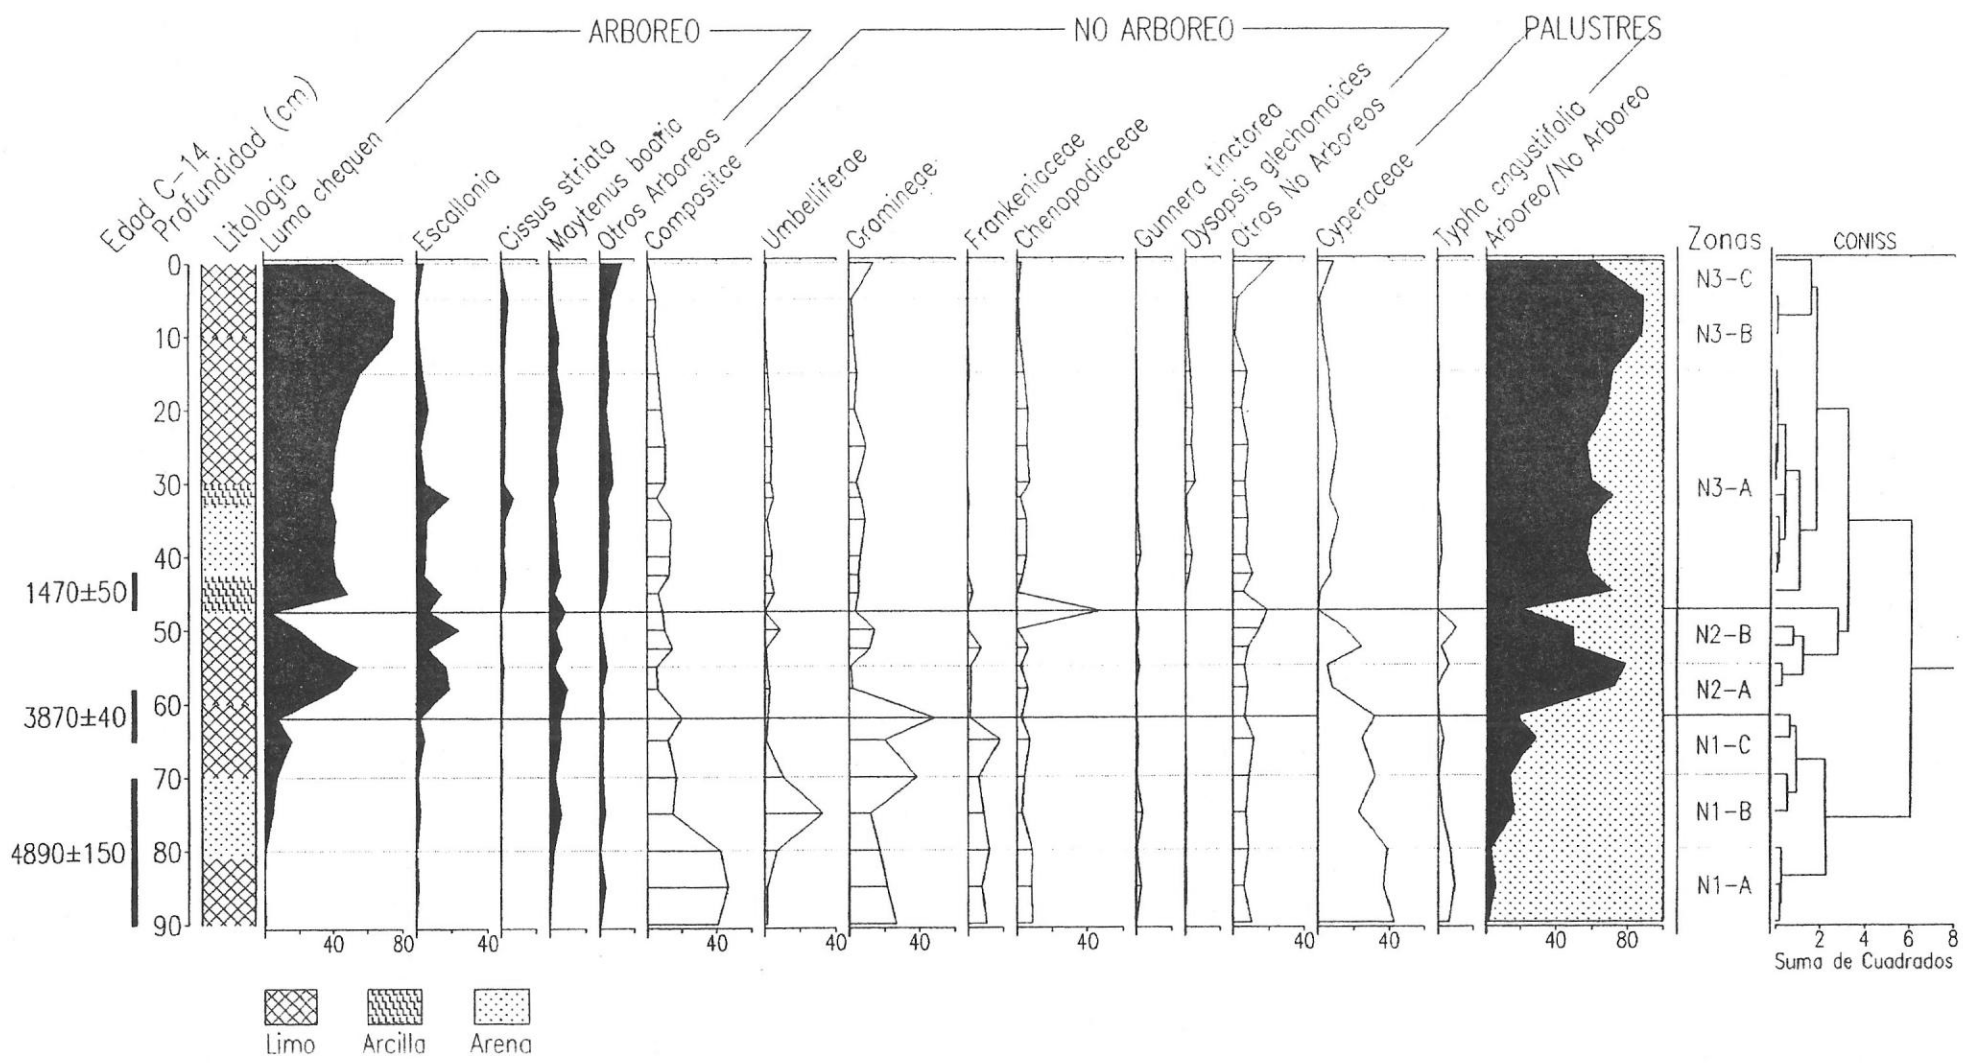 ARBOREO
NO ARBOREO
PALUSTRES
Edad C-14
Profundidad (cm)
Litologia
Luma chequen
Escallonia
Cissus striata
Maytenus boaria
Otros Arboreos
Compositae
Umbelliferae
Gramineae
Frankeniaceae
Chenopodiaceae
Gunnera tinctorea
Dysopsis glechomoides
Otros No Arboreos
Cyperaceae
Typha angustifolia
Arboreo/No Arboreo
Zonas
CONISS
0
10
20
30
40
50
60
70
80
90
1470±50
3870±40
4890±150
N3-C
N3-B
N3-A
N2-B
N2-A
N1-C
N1-B
N1-A
40 80 40 40 40 40 40 40 40 40 80
2 4 6 8
Suma de Cuadrados
Limo Arcilla Arena